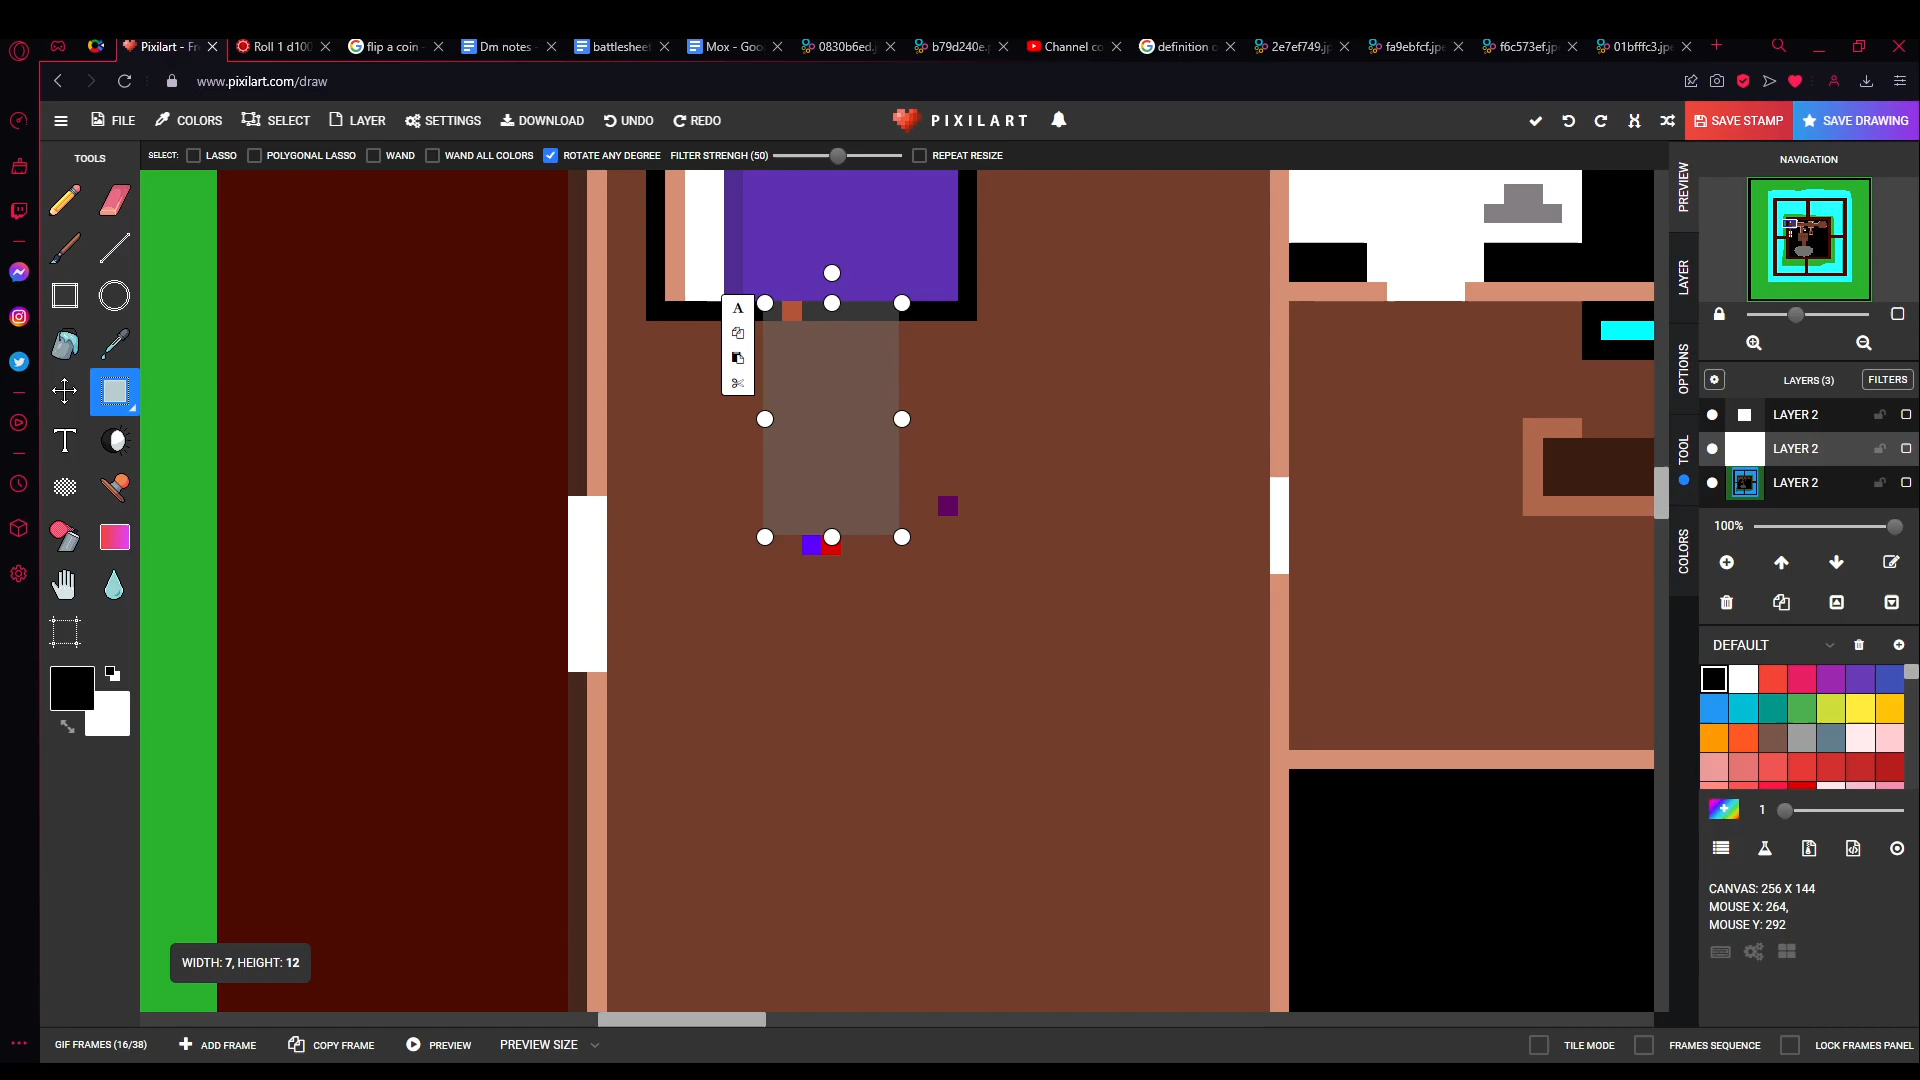 Pixilart - Fr
Roll 1 d100
flip a coin -
Dm notes -
battleshee
Mox - Goo
0830b6ed.
b79d240e.
Channel co
definition o
2e7ef749.jp
fa9ebfcf.jpe
f6c573ef.jp
01bfffc3.jpe
www.pixilart.com/draw
FILE
COLORS
SELECT
LAYER
SETTINGS
DOWNLOAD
UNDO
REDO
PIXILART
SAVE STAMP
SAVE DRAWING
TOOLS
SELECT:
LASSO
POLYGONAL LASSO
WAND
WAND ALL COLORS
ROTATE ANY DEGREE
FILTER STRENGH (50)
REPEAT RESIZE
NAVIGATION
PREVIEW
LAYER
OPTIONS
TOOL
COLORS
A
T
LAYERS (3)
FILTERS
LAYER 2
LAYER 2
LAYER 2
100%
DEFAULT
1
CANVAS: 256 X 144
MOUSE X: 264,
MOUSE Y: 292
WIDTH: 7, HEIGHT: 12
GIF FRAMES (16/38)
ADD FRAME
COPY FRAME
PREVIEW
PREVIEW SIZE
TILE MODE
FRAMES SEQUENCE
LOCK FRAMES PANEL